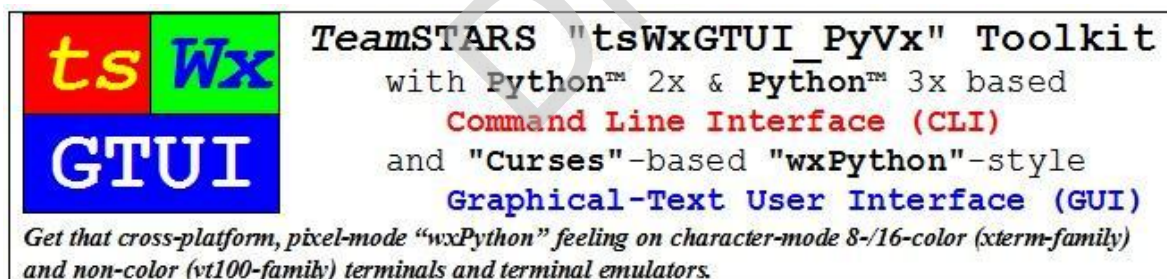 ts Wx
GTUI
TeamSTARS "tsWxGTUI_PyVx" Toolkit
with Python™ 2x & Python™ 3x based
Command Line Interface (CLI)
and "Curses"-based "wxPython"-style
Graphical-Text User Interface (GUI)
Get that cross-platform, pixel-mode “wxPython” feeling on character-mode 8-/16-color (xterm-family)
and non-color (vt100-family) terminals and terminal emulators.